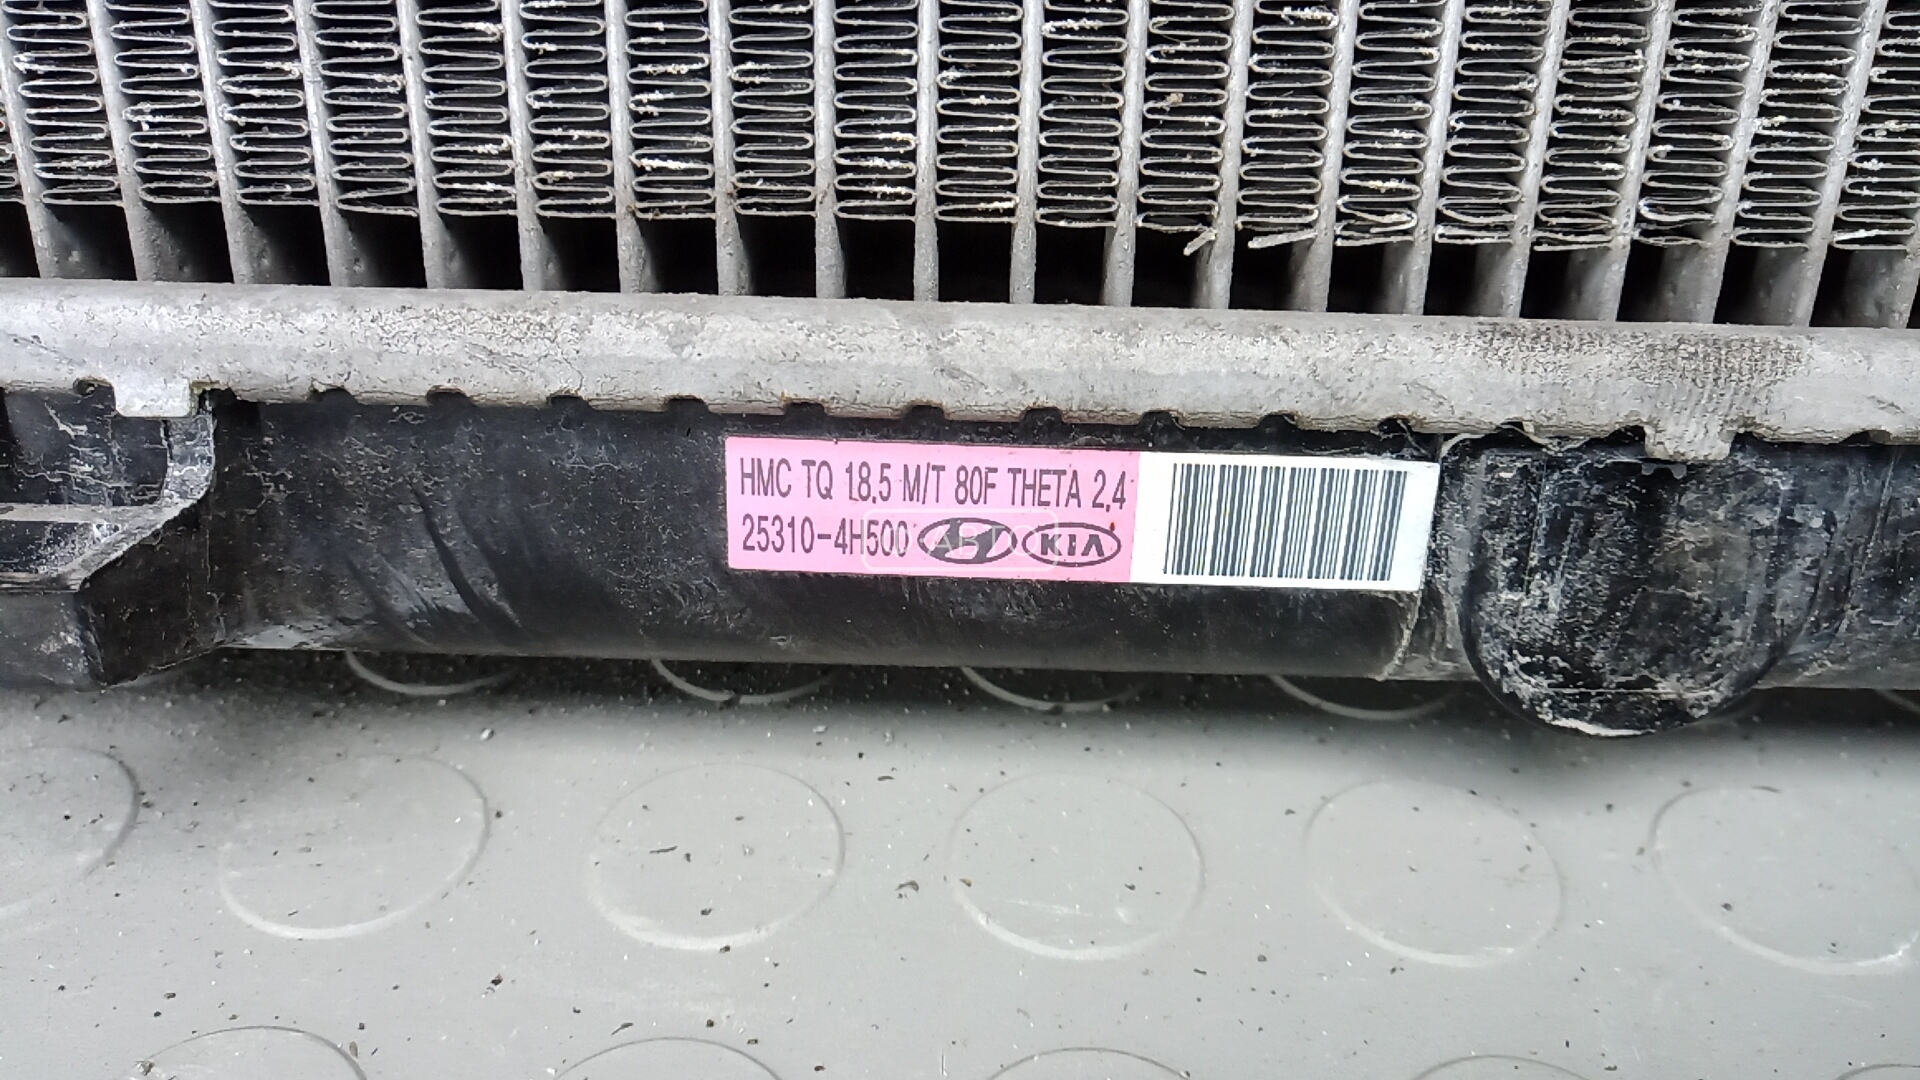 HMC TQ 18.5 M/T 80F THETA 2.4
25310-4H500 KIA